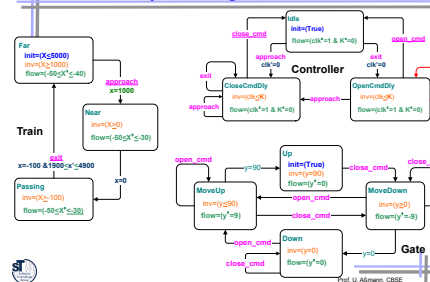 Far
init=(X≤5000)
inv=(X≥1000)
flow=(-50≤X•≤-40)
approach
x=1000
Near
inv=(X≥0)
flow=(-50≤X•≤-30)
x=0
Passing
inv=(X≥-100)
flow=(-50≤X•≤-30)
exit
x=-100 &1900<x'<4900
Train
Idle
init=(True)
flow=(clk•=1 & K•=0)
close_cmd
open_cmd
approach
clk'=0
exit
clk'=0
Controller
exit
CloseCmdDly
inv=(clk≤K)
flow=(clk•=1 & K•=0)
approach
OpenCmdDly
inv=(clk≤K)
flow=(clk•=1 & K•=0)
approach
Up
init=(True)
inv=(y=90)
flow=(y•=0)
open_cmd
y=90
close_cmd
MoveUp
inv=(y≤90)
flow=(y•=9)
open_cmd
close_cmd
MoveDown
inv=(y≥0)
flow=(y•=-9)
open_cmd
y=0
Down
inv=(y=0)
flow=(y•=0)
close_cmd
Gate
ST
Prof. U. Aßmann, CBSE